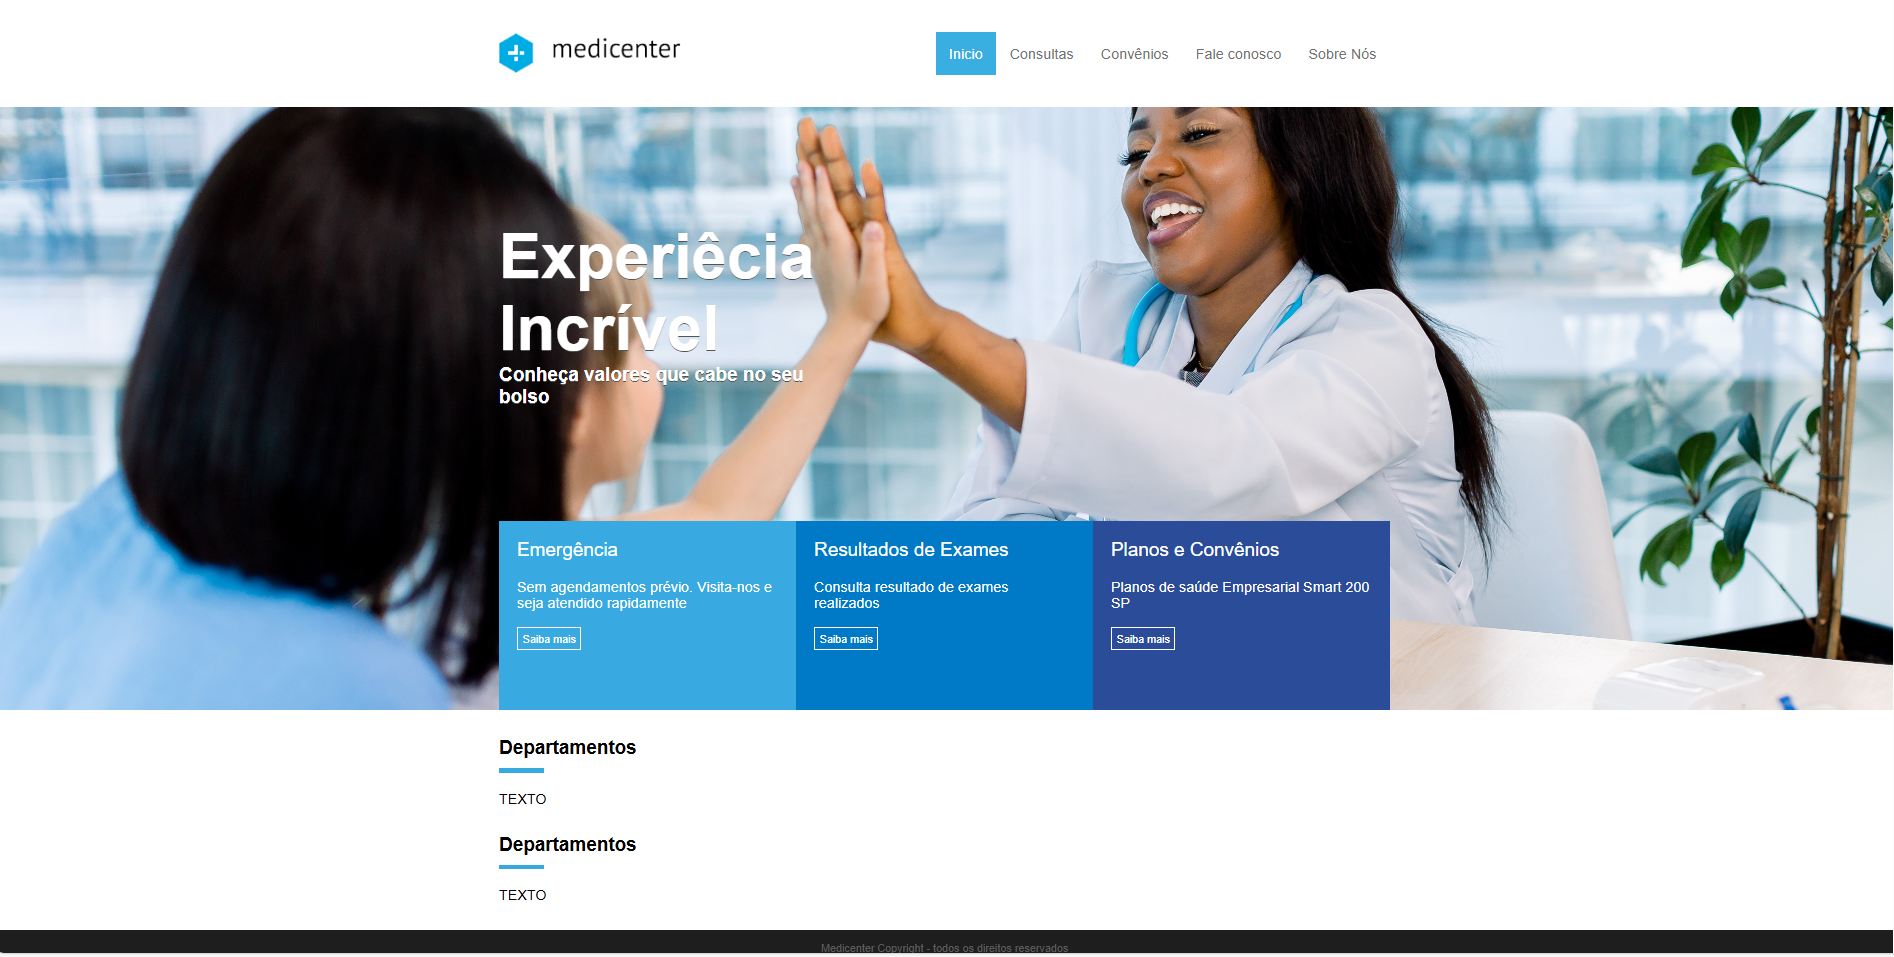 medicenter
Inicio Consultas Convênios Fale conosco Sobre Nós
Experiêcia
Incrível
Conheça valores que cabe no seu
bolso
Emergência
Sem agendamentos prévio. Visita-nos e
seja atendido rapidamente
Saiba mais
Resultados de Exames
Consulta resultado de exames
realizados
Saiba mais
Planos e Convênios
Planos de saúde Empresarial Smart 200
SP
Saiba mais
Departamentos
TEXTO
Departamentos
TEXTO
Medicenter Copyright - todos os direitos reservados